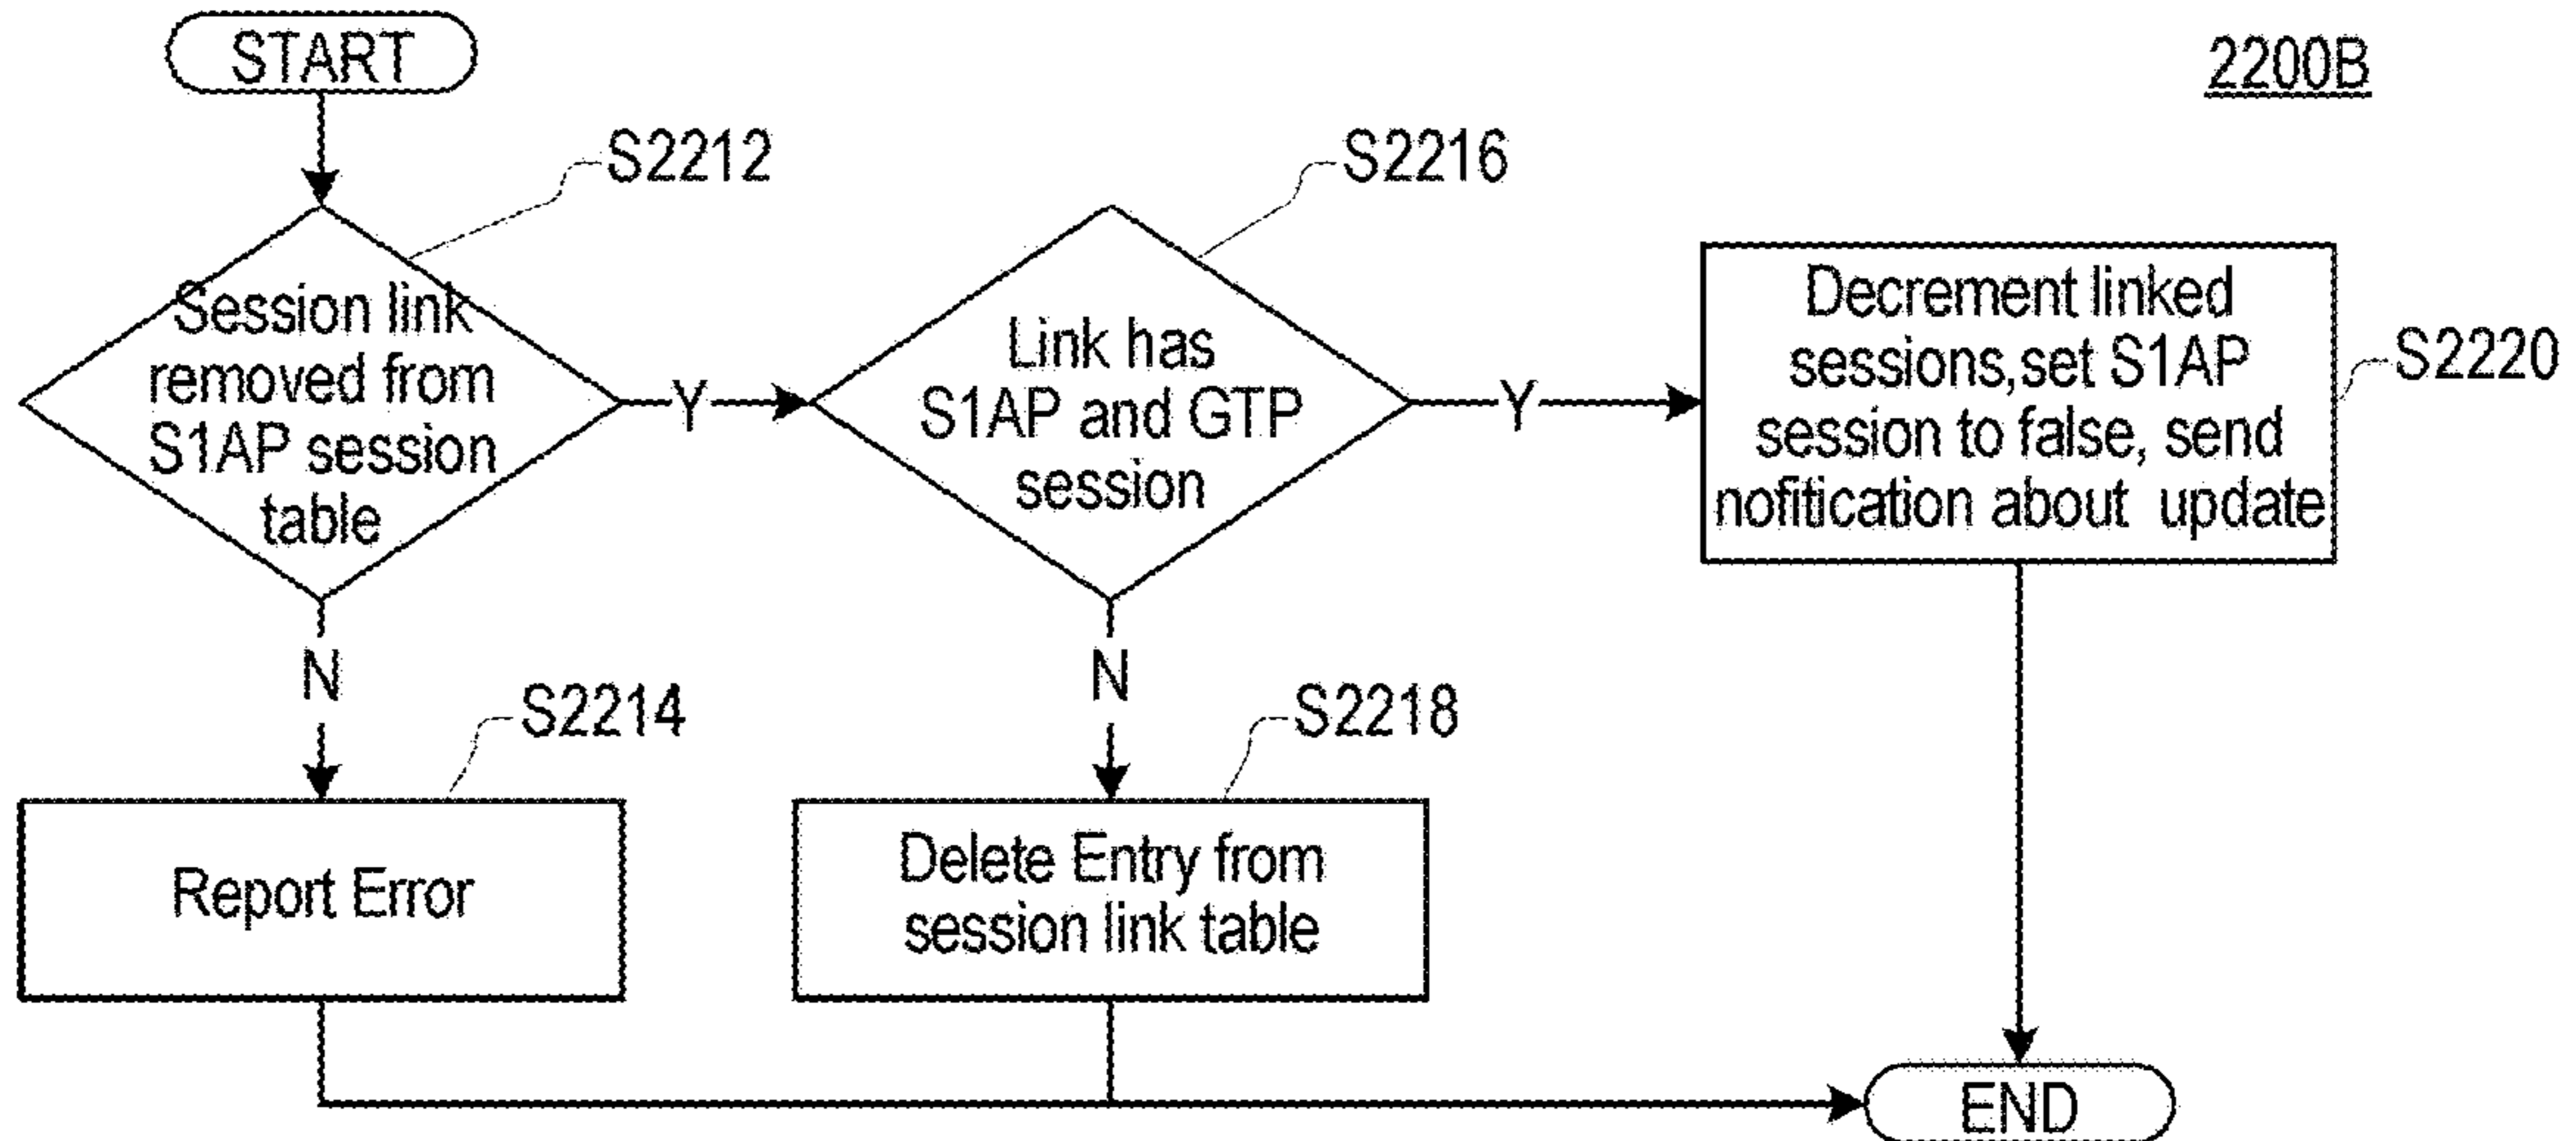 START
2200B
S2212
S2216
Session link
removed from
S1AP session
table
Y
Link has
S1AP and GTP
session
Y
Decrement linked
sessions,set S1AP
session to false, send
nofitication about update
S2220
N
N
S2214
S2218
Report Error
Delete Entry from
session link table
END